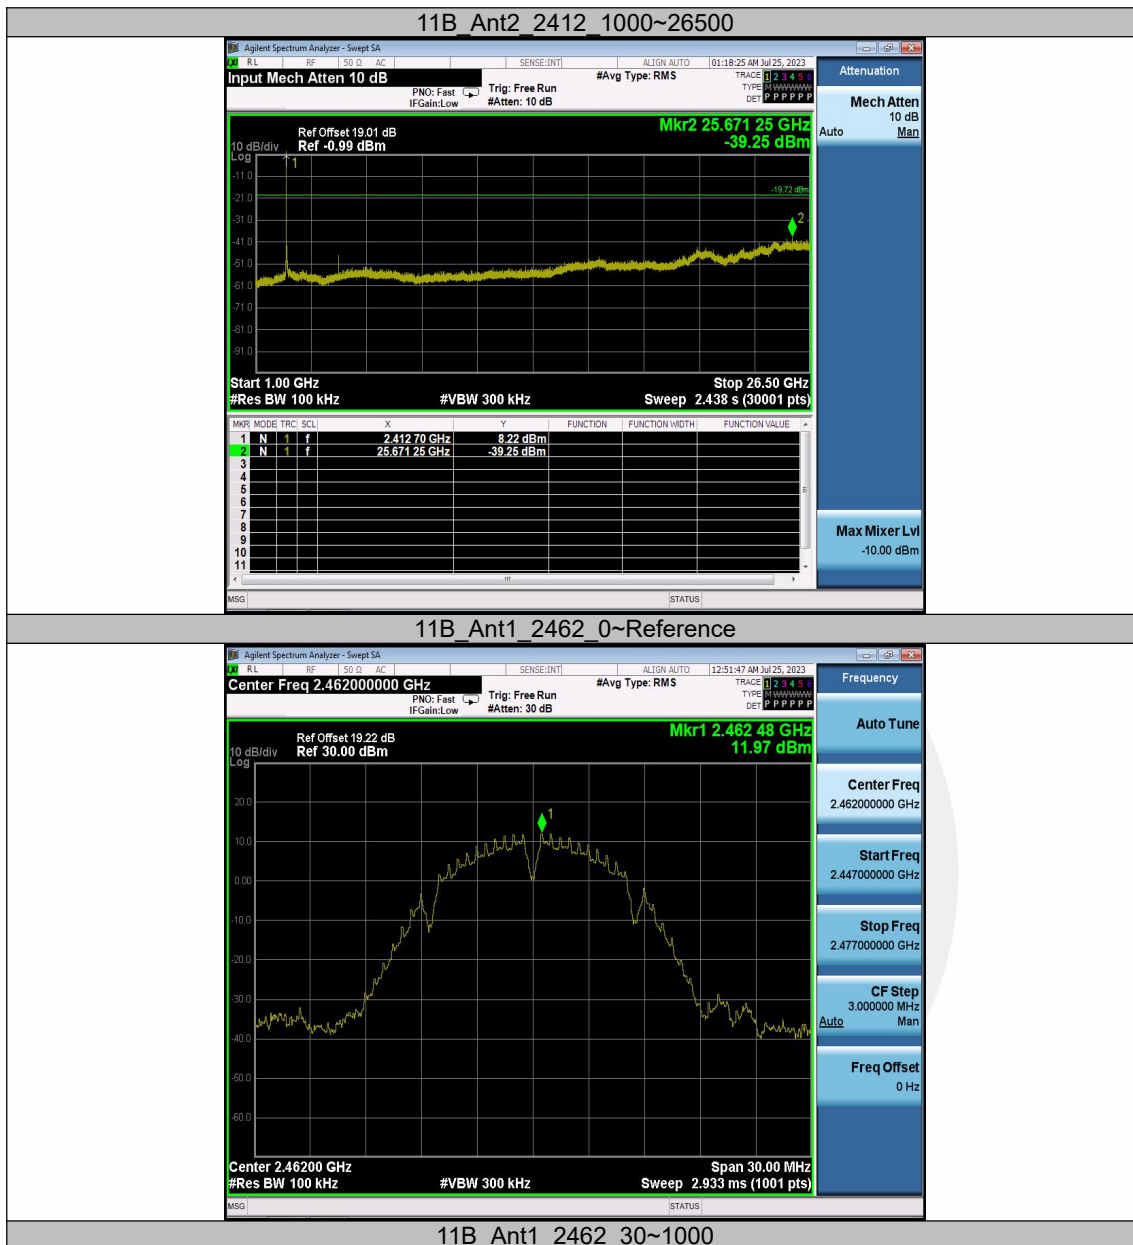 11B_Ant2_2412_1000~26500
Agilent Spectrum Analyzer - Swept SA
RL RF 50 Ω AC SENSE:INT ALIGN AUTO 01:18:25 AM Jul 25, 2023
Input Mech Atten 10 dB
PNO: Fast
IFGain:Low
Trig: Free Run
#Atten: 10 dB
#Avg Type: RMS
TRACE 1 2 3 4 5 6
TYPE M WWWWW
DET P P P P P P
Attenuation
Mech Atten
10 dB
Auto Man
Max Mixer Lvl
-10.00 dBm
Mkr2 25.671 25 GHz
-39.25 dBm
Ref Offset 19.01 dB
10 dB/div Ref -0.99 dBm
Log
1
-11.0
-21.0
-19.72 dBm
-31.0
2
-41.0
-51.0
-61.0
-71.0
-81.0
-91.0
Start 1.00 GHz Stop 26.50 GHz
#Res BW 100 kHz #VBW 300 kHz Sweep 2.438 s (30001 pts)
MKR MODE TRC SCL X Y FUNCTION FUNCTION WIDTH FUNCTION VALUE
1 N 1 f 2.412 70 GHz 8.22 dBm
2 N 1 f 25.671 25 GHz -39.25 dBm
3
4
5
6
7
8
9
10
11
MSG STATUS
11B_Ant1_2462_0~Reference
Agilent Spectrum Analyzer - Swept SA
RL RF 50 Ω AC SENSE:INT ALIGN AUTO 12:51:47 AM Jul 25, 2023
Center Freq 2.462000000 GHz
PNO: Fast
IFGain:Low
Trig: Free Run
#Atten: 30 dB
#Avg Type: RMS
TRACE 1 2 3 4 5 6
TYPE M WWWWW
DET P P P P P P
Frequency
Auto Tune
Center Freq
2.462000000 GHz
Start Freq
2.447000000 GHz
Stop Freq
2.477000000 GHz
CF Step
3.000000 MHz
Auto Man
Freq Offset
0 Hz
Mkr1 2.462 48 GHz
11.97 dBm
Ref Offset 19.22 dB
10 dB/div Ref 30.00 dBm
Log
20.0
1
10.0
0.00
-10.0
-20.0
-30.0
-40.0
-50.0
-60.0
Center 2.46200 GHz Span 30.00 MHz
#Res BW 100 kHz #VBW 300 kHz Sweep 2.933 ms (1001 pts)
MSG STATUS
11B_Ant1_2462_30~1000